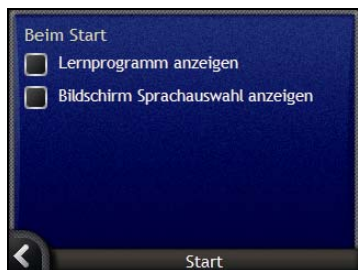 Beim Start
Lernprogramm anzeigen
Bildschirm Sprachauswahl anzeigen
Start